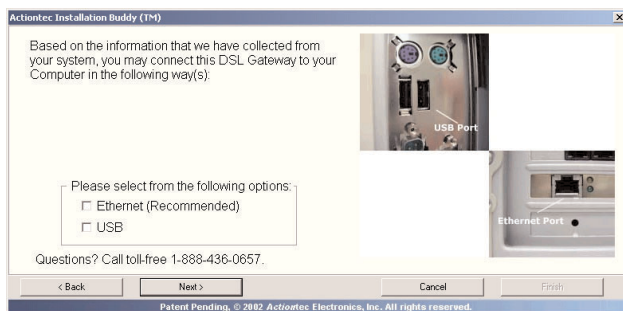 Actiontec Installation Buddy (TM)
Based on the information that we have collected from
your system, you may connect this DSL Gateway to your
Computer in the following way(s):
USB Port
Please select from the following options:
Ethernet (Recommended)
USB
Ethernet Port
Questions? Call toll-free 1-888-436-0657.
< Back
Next >
Cancel
Finish
Patent Pending, © 2002 Actiontec Electronics, Inc. All rights reserved.